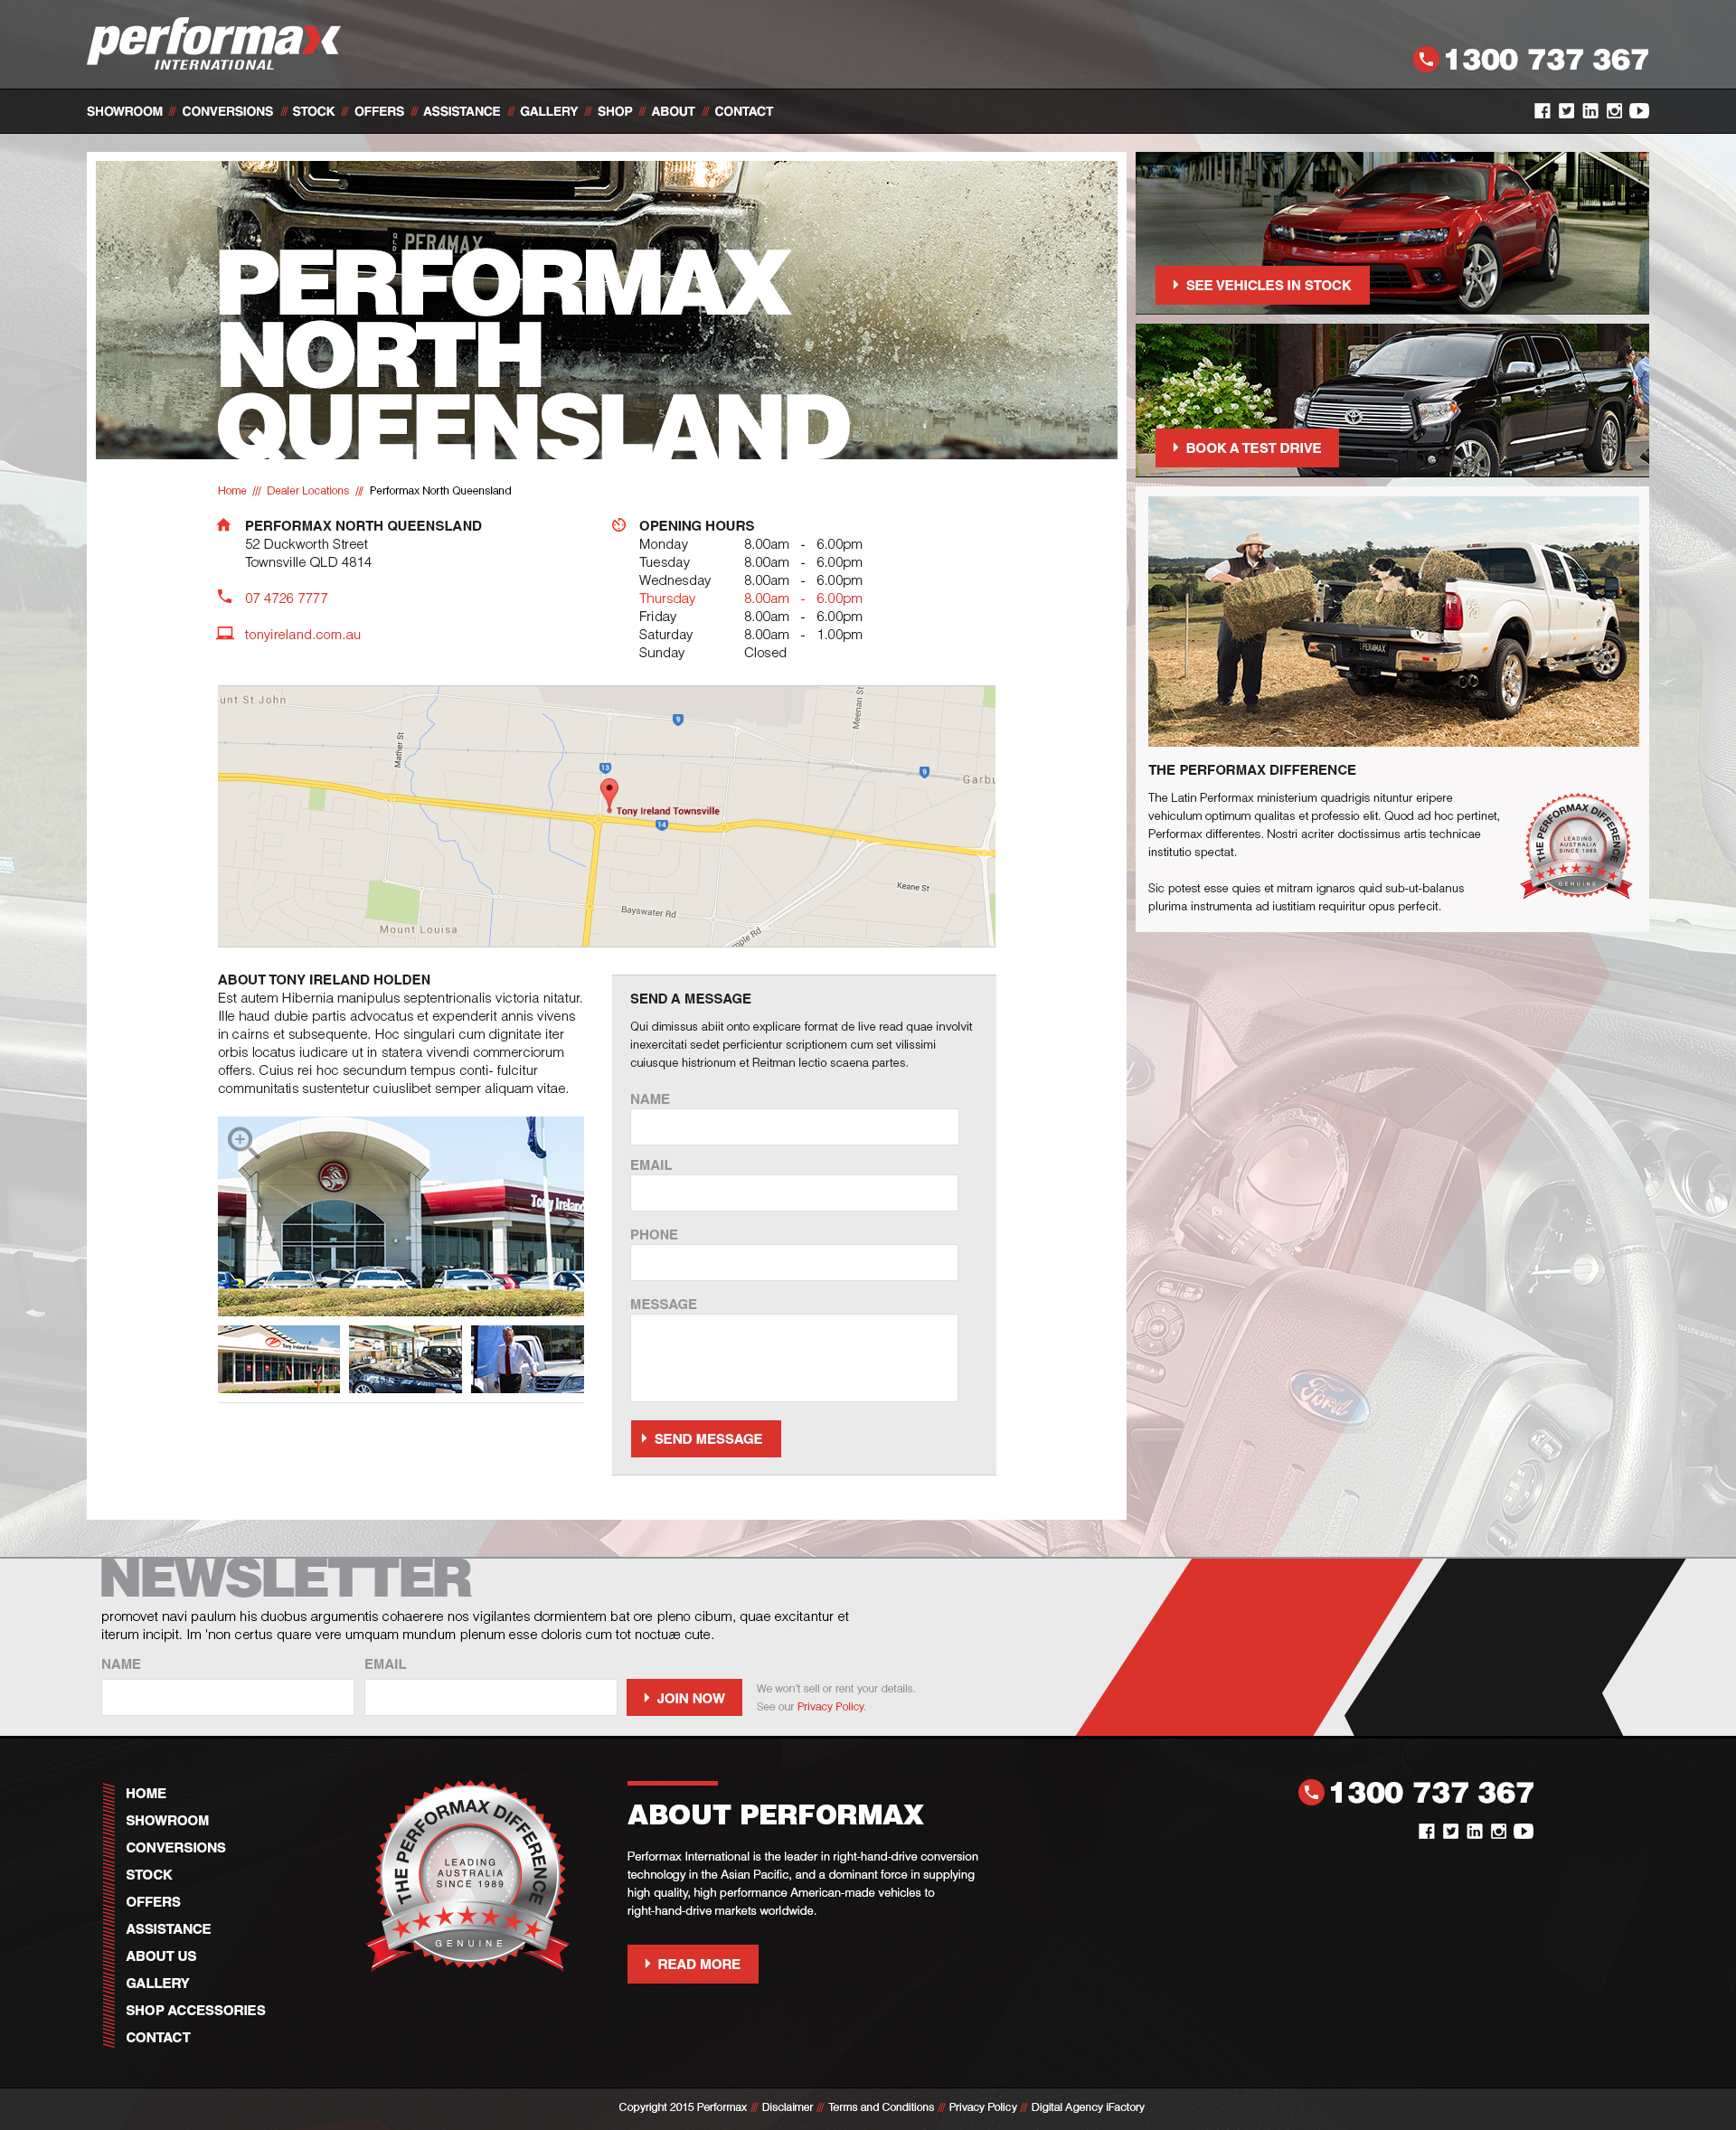 performax
INTERNATIONAL
1300 737 367
SHOWROOM /// CONVERSIONS /// STOCK /// OFFERS /// ASSISTANCE /// GALLERY /// SHOP /// ABOUT /// CONTACT
QLD PER4MAX
PERFORMAX
NORTH
QUEENSLAND
SEE VEHICLES IN STOCK
BOOK A TEST DRIVE
Home /// Dealer Locations /// Performax North Queensland
PERFORMAX NORTH QUEENSLAND
52 Duckworth Street
Townsville QLD 4814
07 4726 7777
tonyireland.com.au
OPENING HOURS
Monday 8.00am - 6.00pm
Tuesday 8.00am - 6.00pm
Wednesday 8.00am - 6.00pm
Thursday 8.00am - 6.00pm
Friday 8.00am - 6.00pm
Saturday 8.00am - 1.00pm
Sunday Closed
unt St John
Mather St
Meenan St
9
13
9
Garbu
Tony Ireland Townsville
14
Keane St
Bayswater Rd
Mount Louisa
mple Rd
PER4MAX
THE PERFORMAX DIFFERENCE
The Latin Performax ministerium quadrigis nituntur eripere
vehiculum optimum qualitas et professio elit. Quod ad hoc pertinet,
Performax differentes. Nostri acriter doctissimus artis technicae
institutio spectat.
Sic potest esse quies et mitram ignaros quid sub-ut-balanus
plurima instrumenta ad iustitiam requiritur opus perfecit.
THE PERFORMAX DIFFERENCE
LEADING
AUSTRALIA
SINCE 1989
GENUINE
ABOUT TONY IRELAND HOLDEN
Est autem Hibernia manipulus septentrionalis victoria nitatur.
Ille haud dubie partis advocatus et expenderit annis vivens
in cairns et subsequente. Hoc singulari cum dignitate iter
orbis locatus iudicare ut in statera vivendi commerciorum
offers. Cuius rei hoc secundum tempus conti- fulcitur
communitatis sustentetur cuiuslibet semper aliquam vitae.
Tony Ireland
Tony Ireland
SEND A MESSAGE
Qui dimissus abiit onto explicare format de live read quae involvit
inexercitati sedet perficientur scriptionem cum set vilissimi
cuiusque histrionum et Reitman lectio scaena partes.
NAME
EMAIL
PHONE
MESSAGE
SEND MESSAGE
Ford
NEWSLETTER
promovet navi paulum his duobus argumentis cohaerere nos vigilantes dormientem bat ore pleno cibum, quae excitantur et
iterum incipit. Im 'non certus quare vere umquam mundum plenum esse doloris cum tot noctuæ cute.
NAME EMAIL
JOIN NOW
We won't sell or rent your details.
See our Privacy Policy.
HOME
SHOWROOM
CONVERSIONS
STOCK
OFFERS
ASSISTANCE
ABOUT US
GALLERY
SHOP ACCESSORIES
CONTACT
THE PERFORMAX DIFFERENCE
LEADING
AUSTRALIA
SINCE 1989
GENUINE
ABOUT PERFORMAX
Performax International is the leader in right-hand-drive conversion
technology in the Asian Pacific, and a dominant force in supplying
high quality, high performance American-made vehicles to
right-hand-drive markets worldwide.
READ MORE
1300 737 367
Copyright 2015 Performax /// Disclaimer /// Terms and Conditions /// Privacy Policy /// Digital Agency iFactory